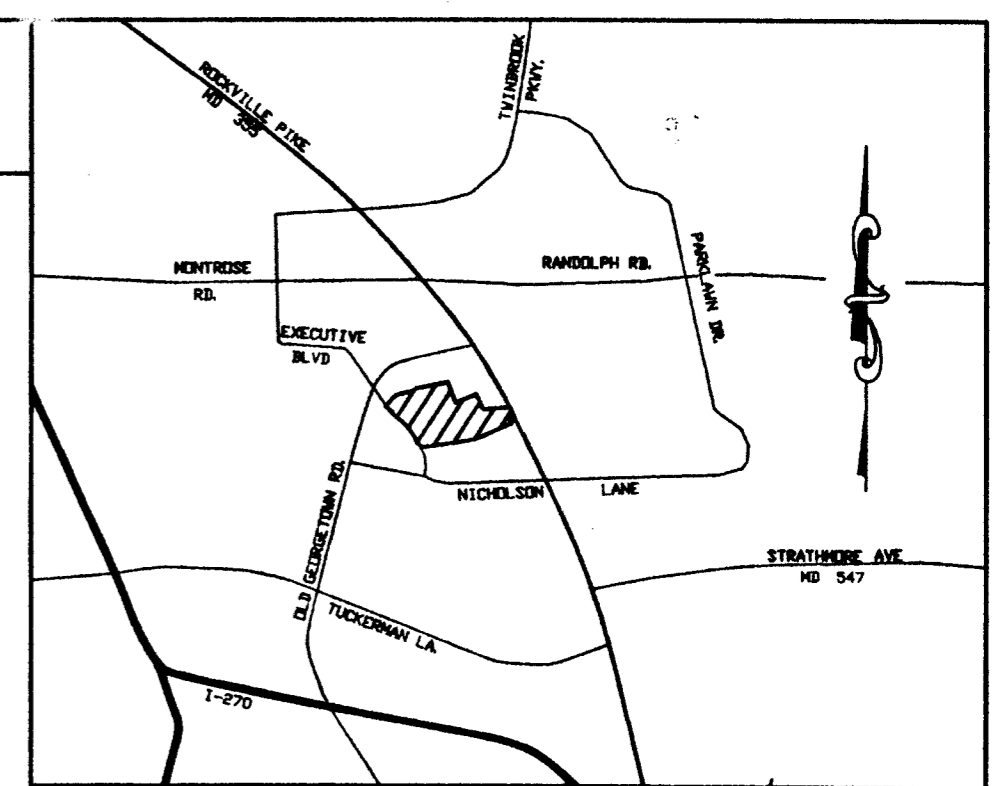 TWINBROOK
PKWY.
ROCKVILLE PIKE
MD 355
MONTROSE
RD.
RANDOLPH RD.
PARKLAWN DR.
EXECUTIVE
BLVD
OLD GEORGETOWN RD.
NICHOLSON LANE
STRATHMORE AVE
MD 547
TUCKERMAN LA.
I-270